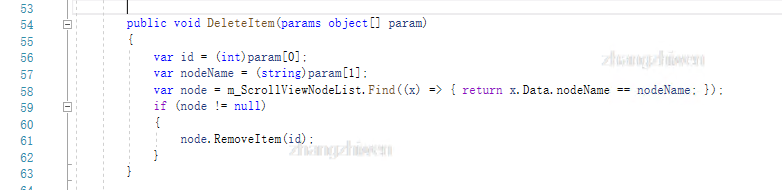 53
54 public void DeleteItem(params object[] param)
55 {
56 var id = (int)param[0];
57 var nodeName = (string)param[1];
58 var node = m_ScrollViewNodeList.Find((x) => { return x.Data.nodeName == nodeName; });
59 if (node != null)
60 {
61 node.RemoveItem(id);
62 }
63 }
zhangzhiwen
zhangzhiwen